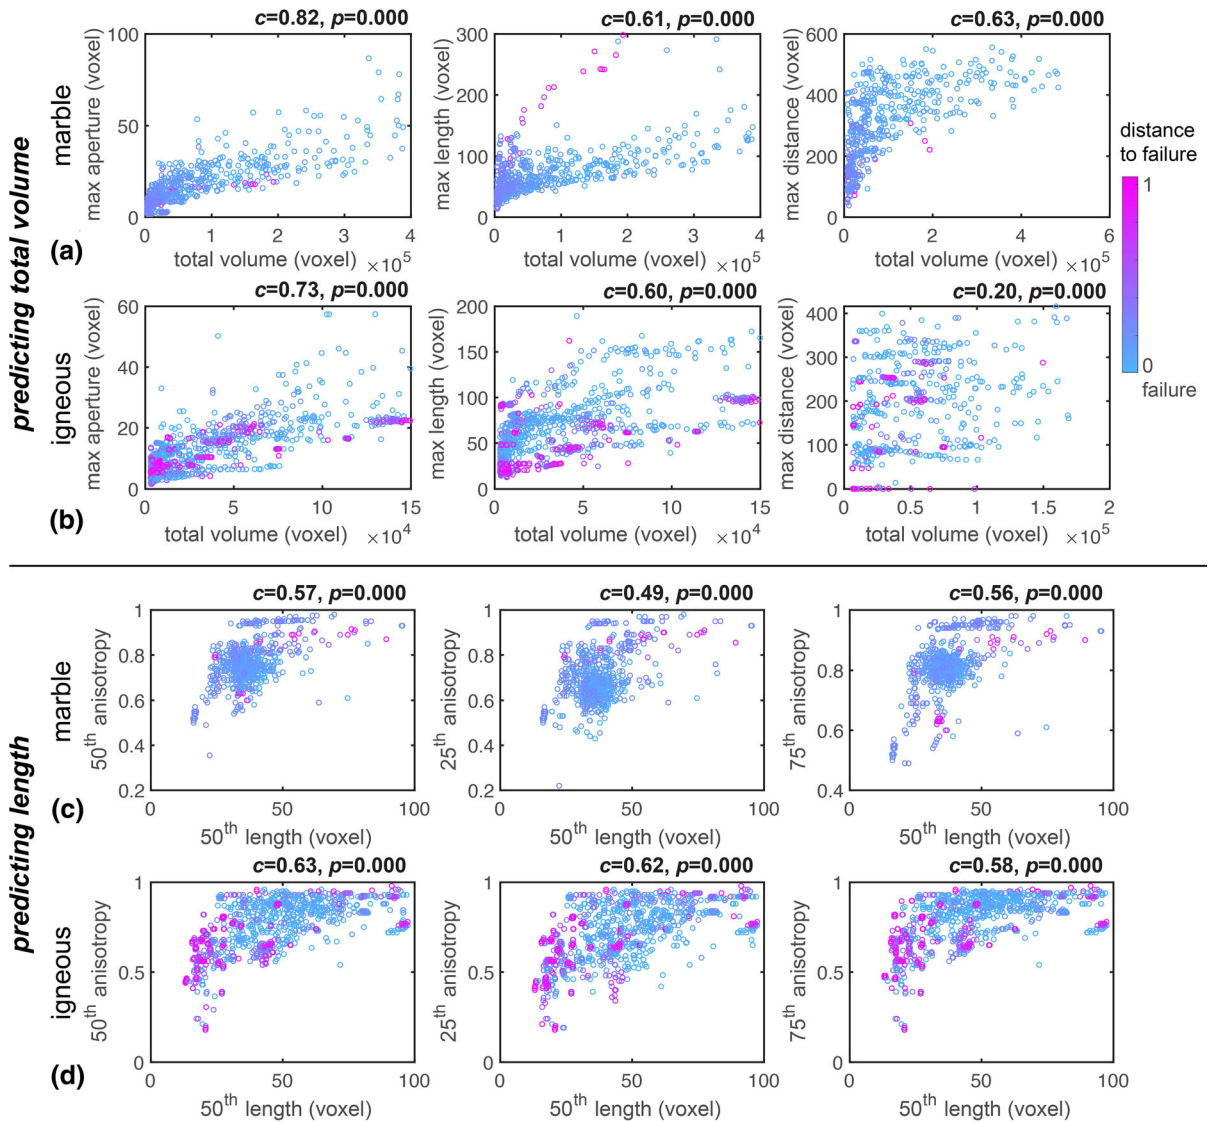 predicting total volume
marble
(a)
c=0.82, p=0.000
max aperture (voxel)
100
50
0
0 1 2 3 4
total volume (voxel) ×10^5
c=0.61, p=0.000
max length (voxel)
300
200
100
0
0 1 2 3 4
total volume (voxel) ×10^5
c=0.63, p=0.000
max distance (voxel)
600
400
200
0
0 2 4 6
total volume (voxel) ×10^5
distance
to failure
1
0
failure
igneous
(b)
c=0.73, p=0.000
max aperture (voxel)
60
40
20
0
0 5 10 15
total volume (voxel) ×10^4
c=0.60, p=0.000
max length (voxel)
200
150
100
50
0
0 5 10 15
total volume (voxel) ×10^4
c=0.20, p=0.000
max distance (voxel)
400
300
200
100
0
0 0.5 1 1.5 2
total volume (voxel) ×10^5
predicting length
marble
(c)
c=0.57, p=0.000
50th anisotropy
1
0.8
0.6
0.4
0.2
0 50 100
50th length (voxel)
c=0.49, p=0.000
25th anisotropy
1
0.8
0.6
0.4
0.2
0 50 100
50th length (voxel)
c=0.56, p=0.000
75th anisotropy
1
0.8
0.6
0.4
0 50 100
50th length (voxel)
igneous
(d)
c=0.63, p=0.000
50th anisotropy
1
0.5
0
0 50 100
50th length (voxel)
c=0.62, p=0.000
25th anisotropy
1
0.5
0
0 50 100
50th length (voxel)
c=0.58, p=0.000
75th anisotropy
1
0.5
0
0 50 100
50th length (voxel)